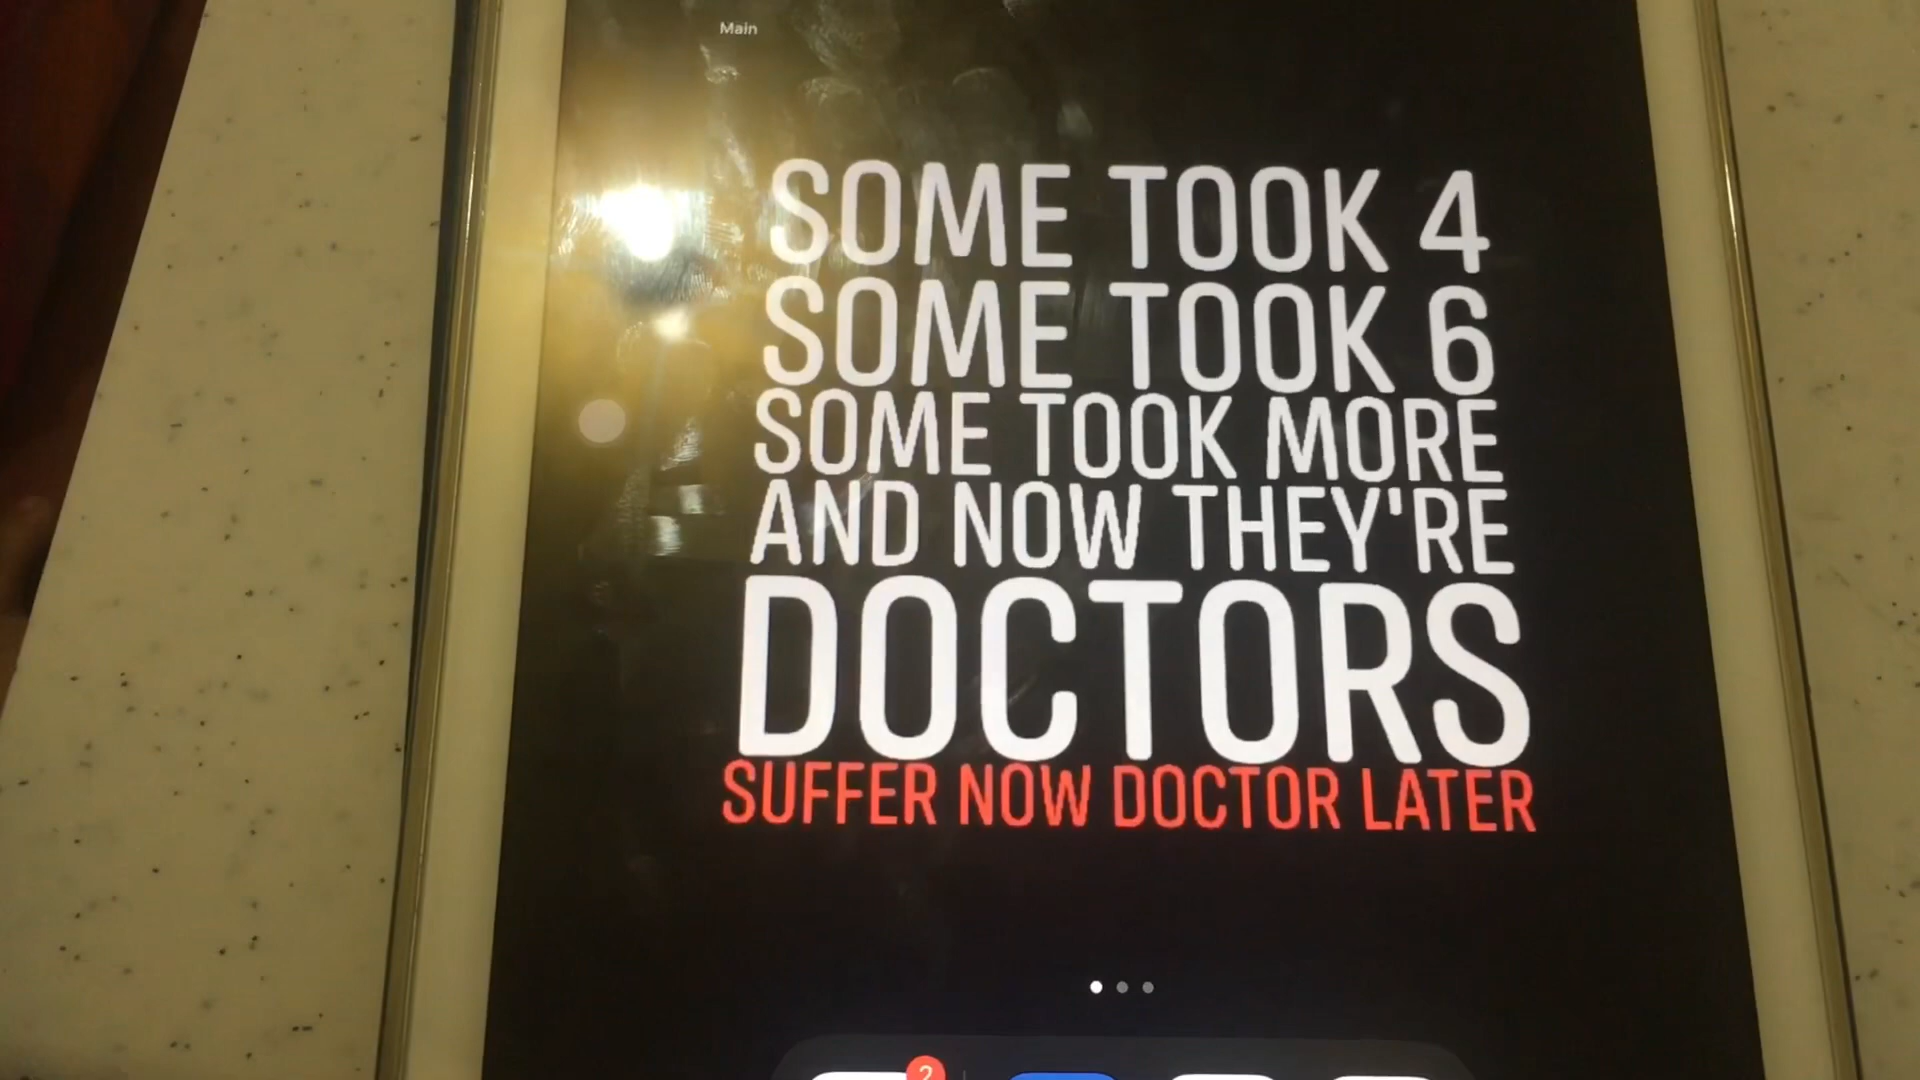 Main
SOME TOOK 4
SOME TOOK 6
SOME TOOK MORE
AND NOW THEY'RE
DOCTORS
SUFFER NOW DOCTOR LATER
2